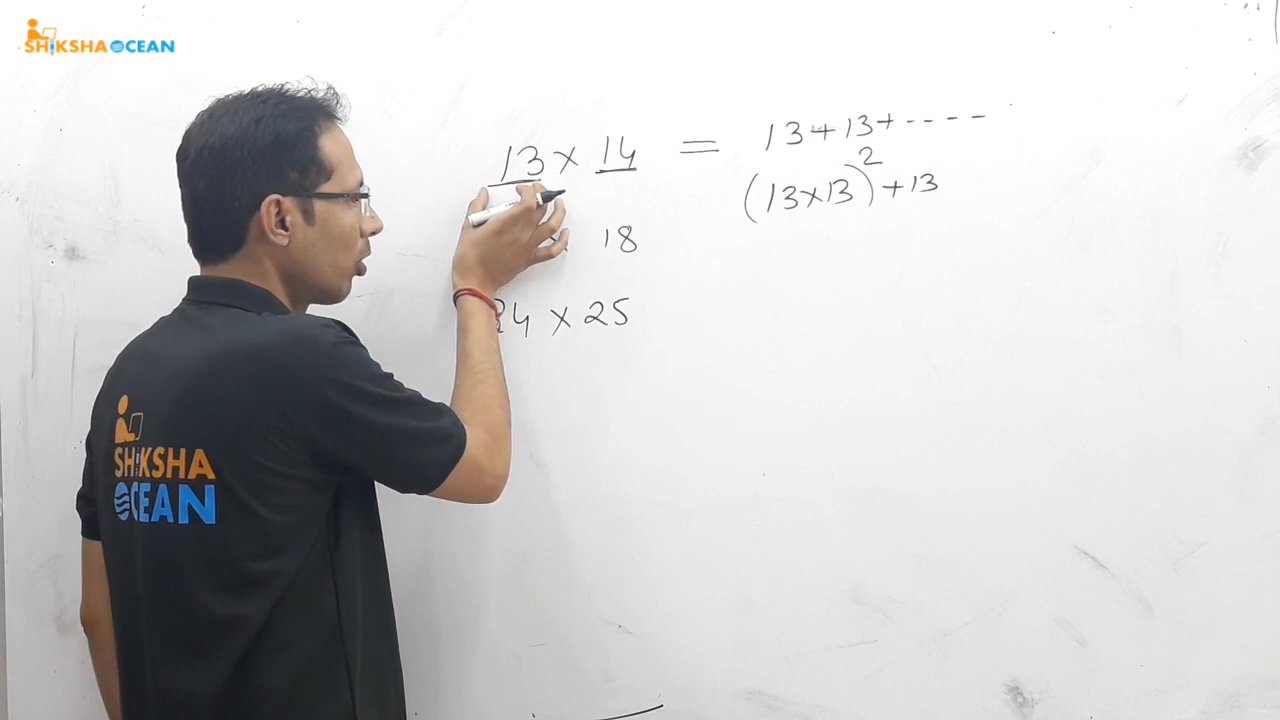 SHIKSHA OCEAN
13 × 14 = 13 + 13 + ----
(13×13)² + 13
× 18
24 × 25
SHIKSHA
OCEAN